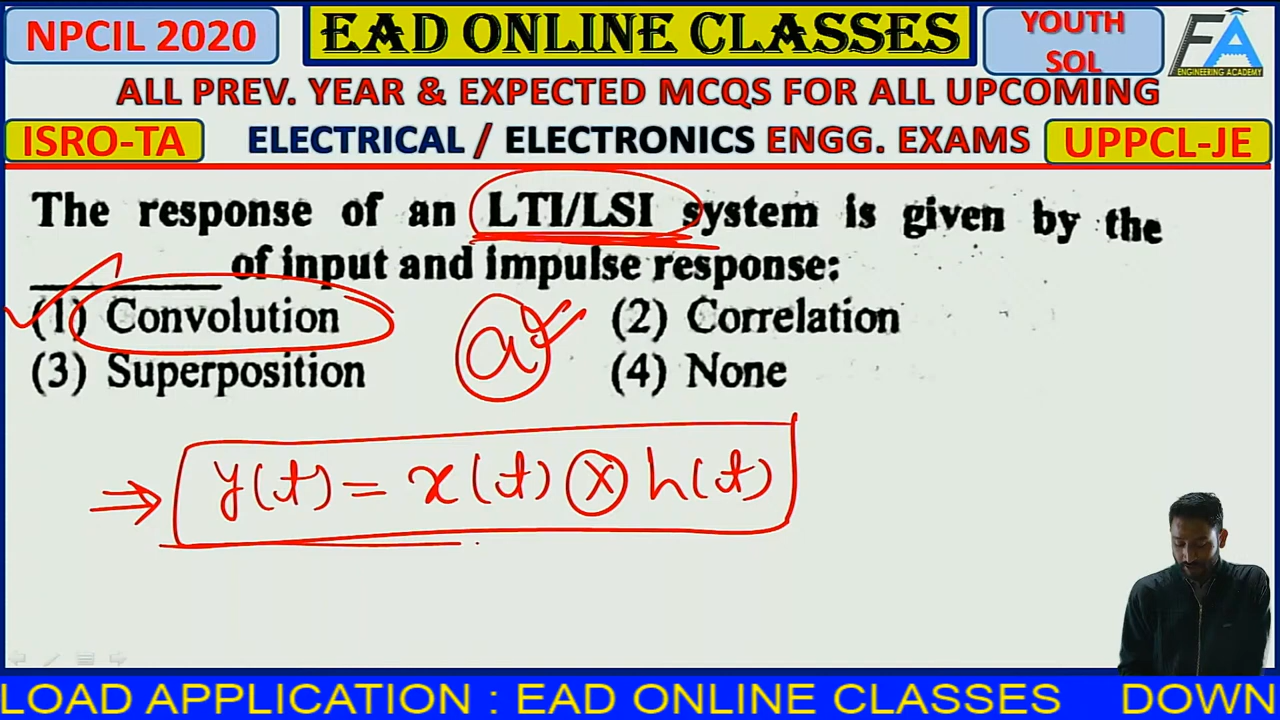 NPCIL 2020
EAD ONLINE CLASSES
YOUTH
SOL
EA
ENGINEERING ACADEMY
ALL PREV. YEAR & EXPECTED MCQS FOR ALL UPCOMING
ISRO-TA
ELECTRICAL / ELECTRONICS ENGG. EXAMS
UPPCL-JE
The response of an LTI/LSI system is given by the
________ of input and impulse response:
(1) Convolution (2) Correlation
(3) Superposition (4) None
a
⇒ y(t) = x(t) ⊗ h(t)
LOAD APPLICATION : EAD ONLINE CLASSES DOWN